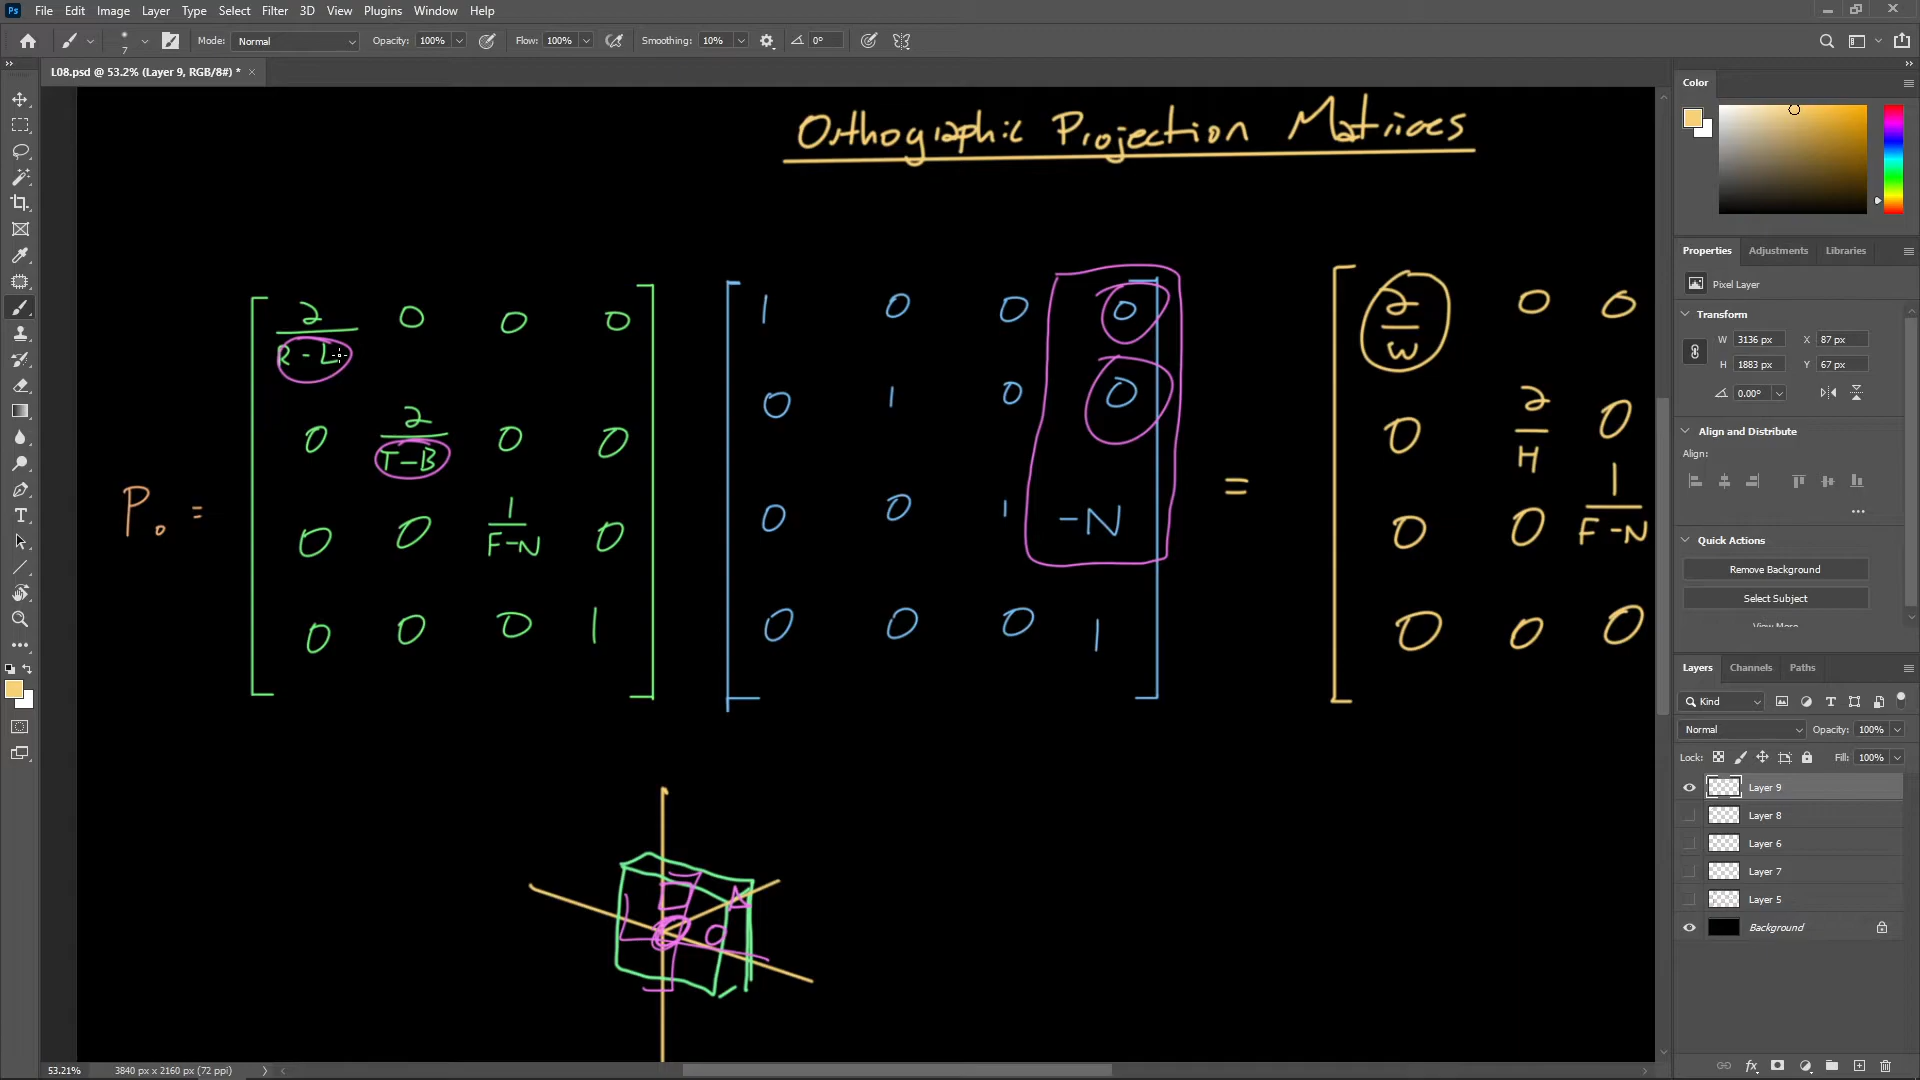 Ps File Edit Image Layer Type Select Filter 3D View Plugins Window Help
7 Mode: Normal Opacity: 100% Flow: 100% Smoothing: 10% 0°
L08.psd @ 53.2% (Layer 9, RGB/8#) * ×
Orthographic Projection Matrices
P₀ =
2/(R-L) 0 0 0
0 2/(T-B) 0 0
0 0 1/(F-N) 0
0 0 0 1
1 0 0 0
0 1 0 0
0 0 1 -N
0 0 0 1
=
2/W 0 0
0 2/H 0
0 0 1/(F-N)
0 0 0
53.21% 3840 px x 2160 px (72 ppi)
Color
Properties Adjustments Libraries
Pixel Layer
Transform
W 3136 px X 87 px
H 1883 px Y 67 px
0.00°
Align and Distribute
Align:
Quick Actions
Remove Background
Select Subject
View More
Layers Channels Paths
Kind
Normal Opacity: 100%
Lock: Fill: 100%
Layer 9
Layer 8
Layer 6
Layer 7
Layer 5
Background